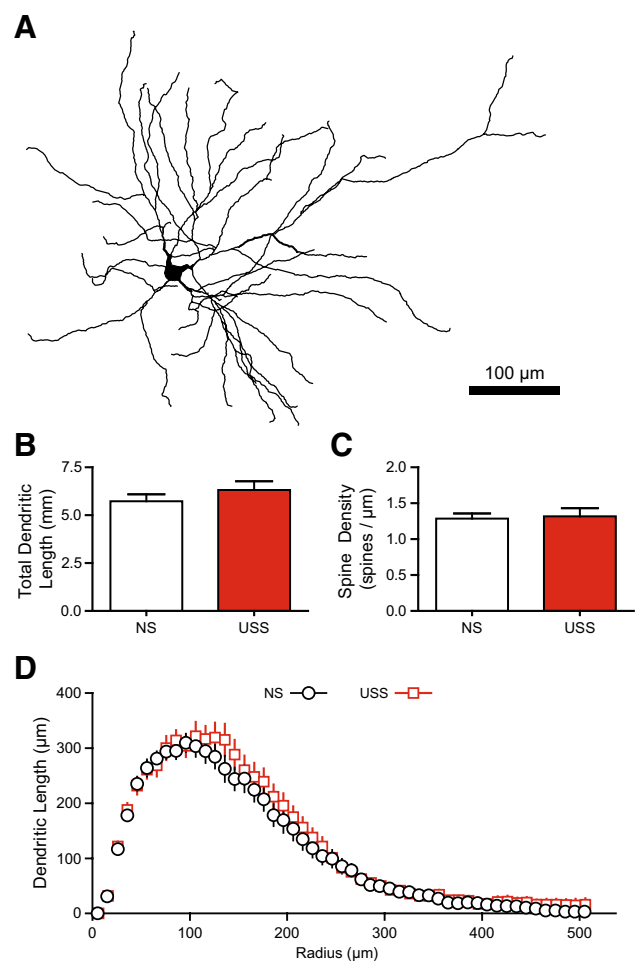 A
100 µm
B
C
Total Dendritic
Length (mm)
7.5
5.0
2.5
0.0
NS
USS
Spine Density
(spines / µm)
2.0
1.5
1.0
0.5
0.0
NS
USS
D
NS
USS
Dendritic Length (µm)
400
300
200
100
0
0
100
200
300
400
500
Radius (µm)